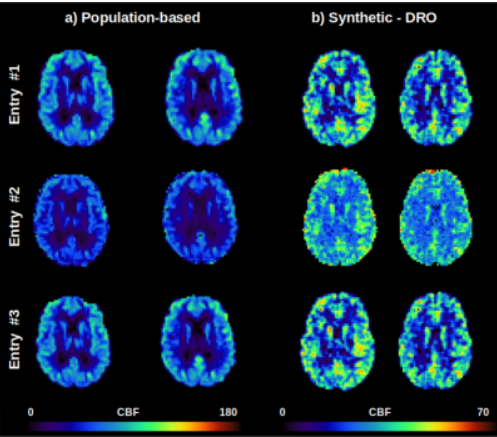 a) Population-based
b) Synthetic - DRO
Entry #1
Entry #2
Entry #3
0 CBF 180
0 CBF 70